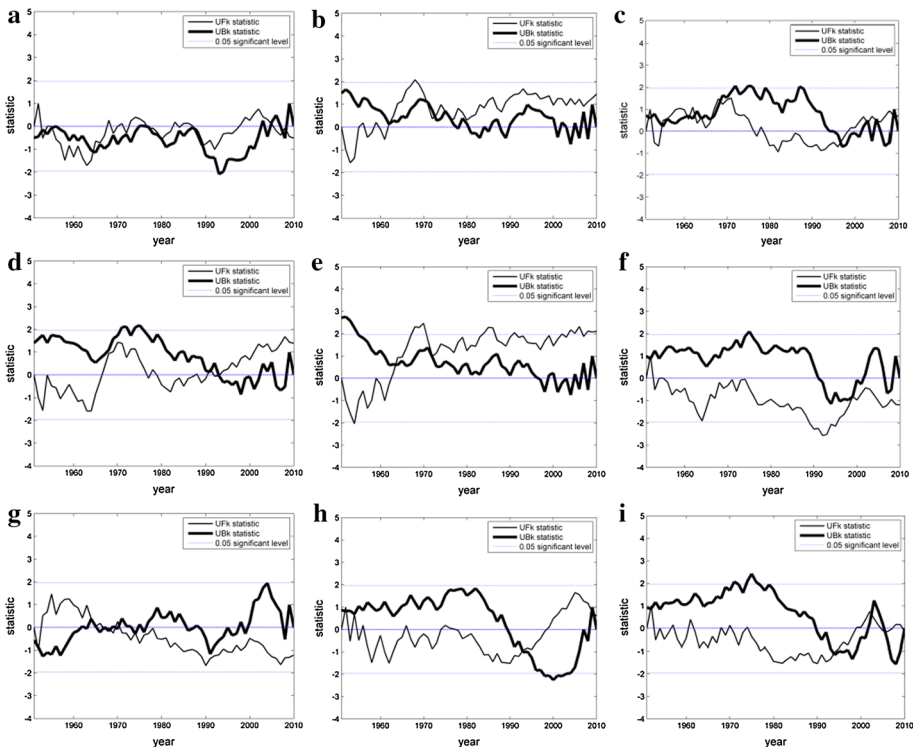 a
5
4
3
2
1
0
-1
-2
-3
-4
statistic
UFk statistic
UBk statistic
0.05 significant level
1960
1970
1980
1990
2000
2010
year
b
5
4
3
2
1
0
-1
-2
-3
-4
statistic
UFk statistic
UBk statistic
0.05 significant level
1960
1970
1980
1990
2000
2010
year
c
5
4
3
2
1
0
-1
2
-3
-4
statistic
UFk statistic
UBk statistic
0.05 significant level
1960
1970
1980
1990
2000
2010
year
d
5
4
3
2
1
0
-1
-2
-3
-4
statistic
UFk statistic
UBk statistic
0.05 significant level
1960
1970
1980
1990
2000
2010
year
e
5
4
3
2
1
0
-1
-2
-3
-4
statistic
UFk statistic
UBk statistic
0.05 significant level
1960
1970
1980
1990
2000
2010
year
f
5
4
3
2
1
0
-1
-2
-3
-4
statistic
UFk statistic
UBk statistic
0.05 significant level
1960
1970
1980
1990
2000
2010
year
g
5
4
3
2
1
0
-1
-2
-3
-4
statistic
UFk statistic
UBk statistic
0.05 significant level
1960
1970
1980
1990
2000
2010
year
h
5
4
3
2
1
0
-1
-2
-3
-4
statistic
UFk statistic
UBk statistic
0.05 significant level
1960
1970
1980
1990
2000
2010
year
i
5
4
3
2
1
0
-1
-2
-3
-4
statistic
UFk statistic
UBk statistic
0.05 significant level
1960
1970
1980
1990
2000
2010
year